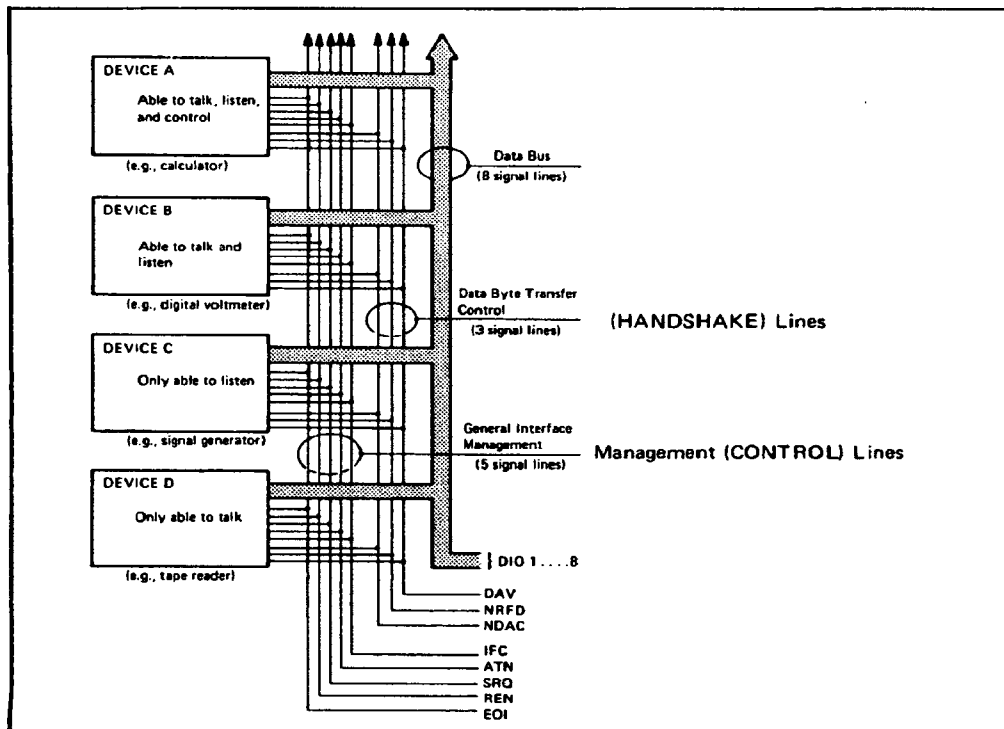 DEVICE A
Able to talk, listen,
and control
(e.g., calculator)
Data Bus
(8 signal lines)
DEVICE B
Able to talk and
listen
(e.g., digital voltmeter)
Data Byte Transfer
Control
(3 signal lines)
(HANDSHAKE) Lines
DEVICE C
Only able to listen
(e.g., signal generator)
General Interface
Management
(5 signal lines)
Management (CONTROL) Lines
DEVICE D
Only able to talk
(e.g., tape reader)
DIO 1 . . . . 8
DAV
NRFD
NDAC
IFC
ATN
SRQ
REN
EOI